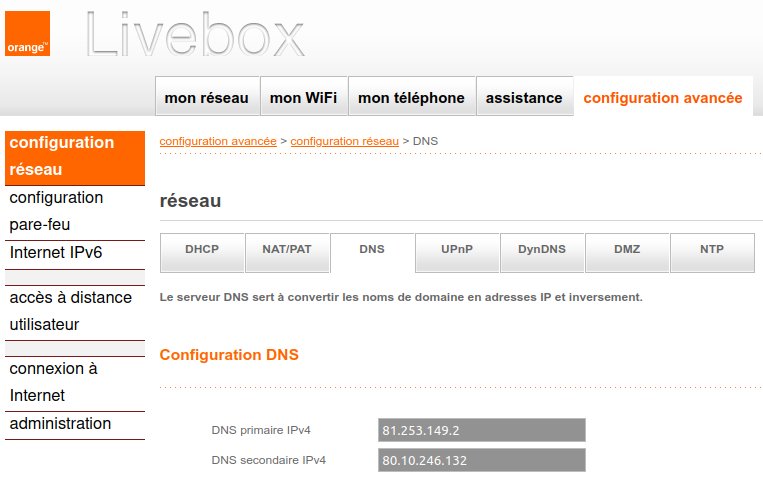 orange™
Livebox
mon réseau
mon WiFi
mon téléphone
assistance
configuration avancée
configuration
réseau
configuration
pare-feu
Internet IPv6
accès à distance
utilisateur
connexion à
Internet
administration
configuration avancée > configuration réseau > DNS
réseau
DHCP
NAT/PAT
DNS
UPnP
DynDNS
DMZ
NTP
Le serveur DNS sert à convertir les noms de domaine en adresses IP et inversement.
Configuration DNS
DNS primaire IPv4 81.253.149.2
DNS secondaire IPv4 80.10.246.132